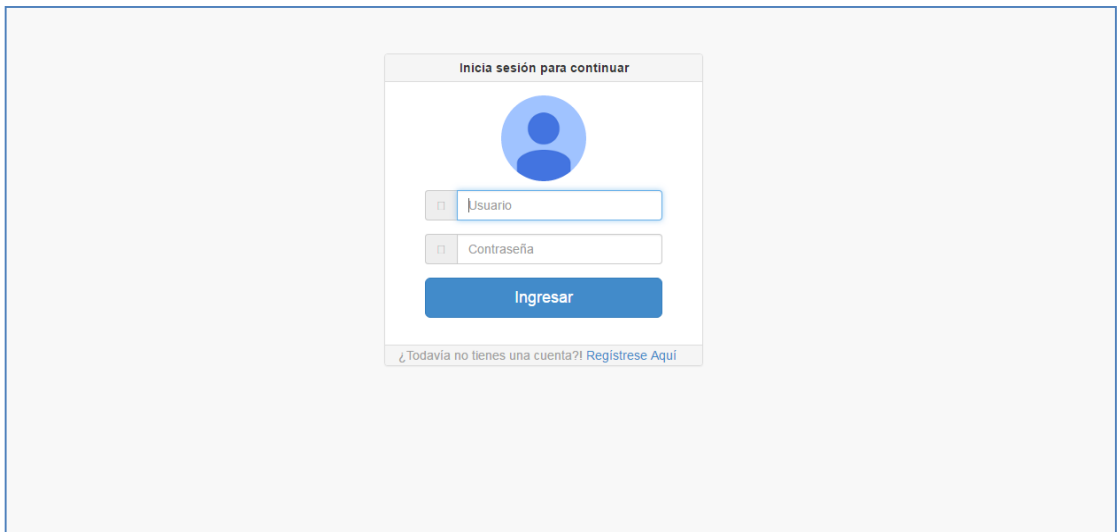 Inicia sesión para continuar
Usuario
Contraseña
Ingresar
¿Todavía no tienes una cuenta?! Regístrese Aquí